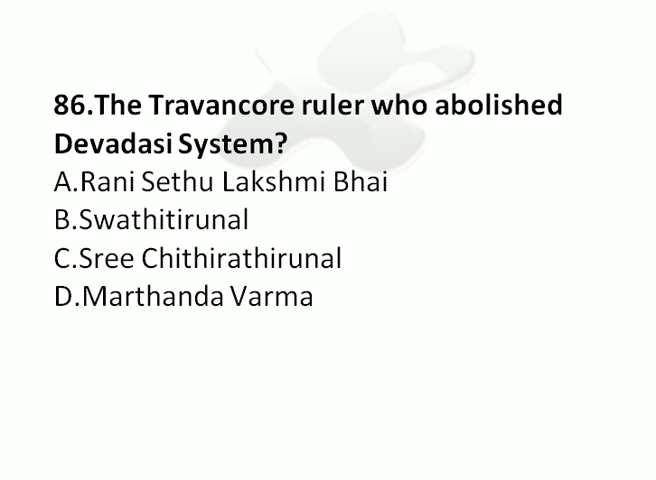 86.The Travancore ruler who abolished
Devadasi System?
A.Rani Sethu Lakshmi Bhai
B.Swathitirunal
C.Sree Chithirathirunal
D.Marthanda Varma